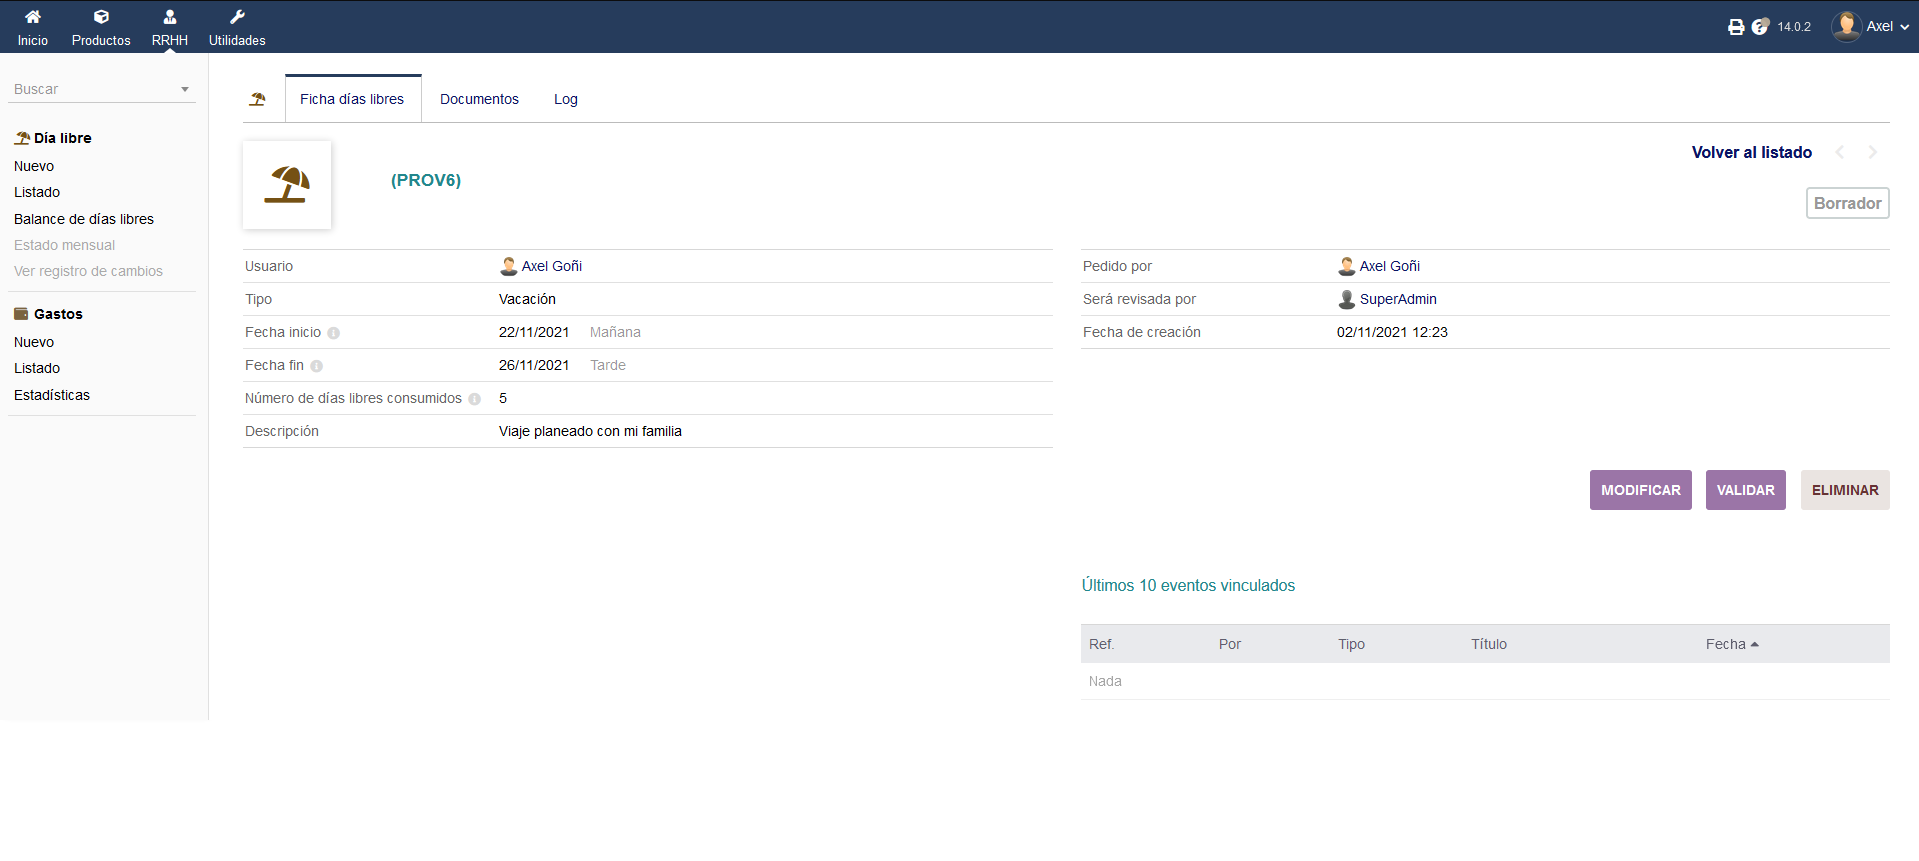 Inicio Productos RRHH Utilidades 14.0.2 Axel
Buscar
Día libre
Nuevo
Listado
Balance de días libres
Estado mensual
Ver registro de cambios
Gastos
Nuevo
Listado
Estadísticas
Ficha días libres Documentos Log
Volver al listado
(PROV6)
Borrador
Usuario Axel Goñi
Tipo Vacación
Fecha inicio 22/11/2021 Mañana
Fecha fin 26/11/2021 Tarde
Número de días libres consumidos 5
Descripción Viaje planeado con mi familia
Pedido por Axel Goñi
Será revisada por SuperAdmin
Fecha de creación 02/11/2021 12:23
MODIFICAR VALIDAR ELIMINAR
Últimos 10 eventos vinculados
Ref. Por Tipo Título Fecha
Nada